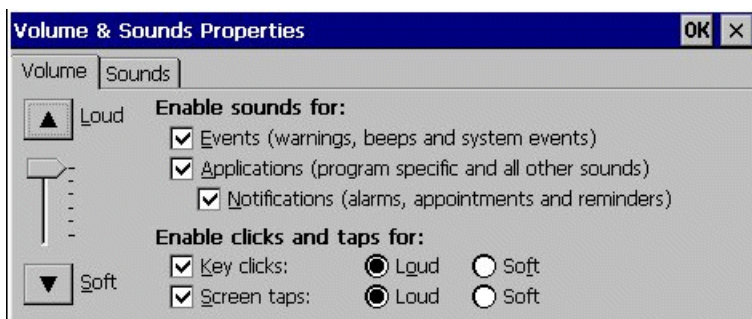 Volume & Sounds Properties OK ×
Volume Sounds
Loud
Enable sounds for:
Events (warnings, beeps and system events)
Applications (program specific and all other sounds)
Notifications (alarms, appointments and reminders)
Enable clicks and taps for:
Key clicks: Loud Soft
Soft
Screen taps: Loud Soft